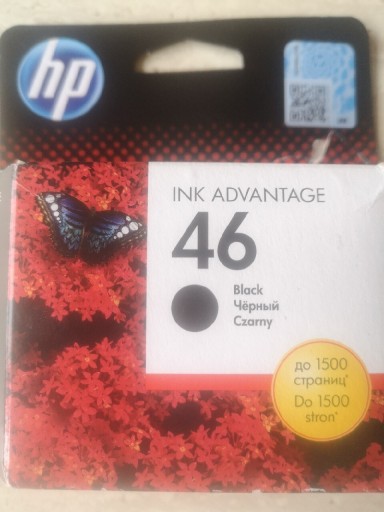 hp
INK ADVANTAGE
46
Black
Чёрный
Czarny
до 1500
страниц*
Do 1500
stron*